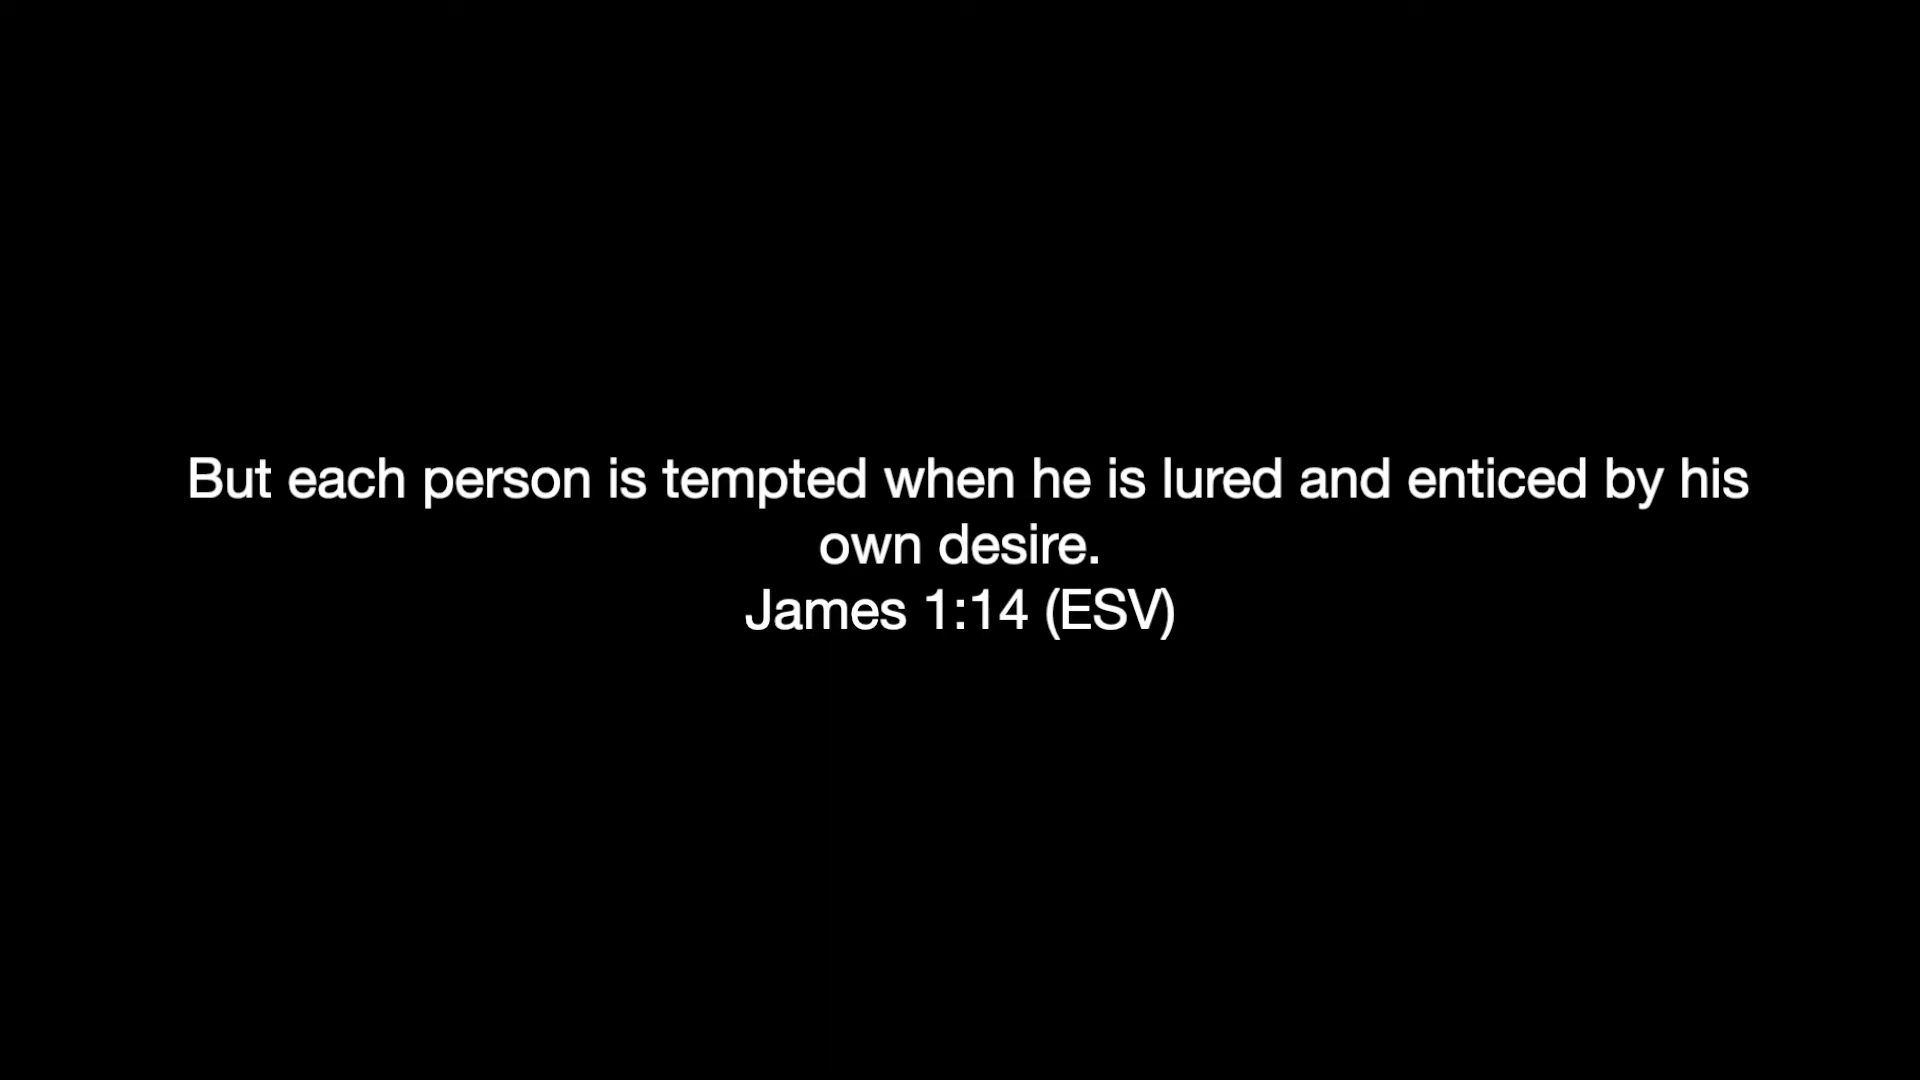 But each person is tempted when he is lured and enticed by his
own desire.
James 1:14 (ESV)